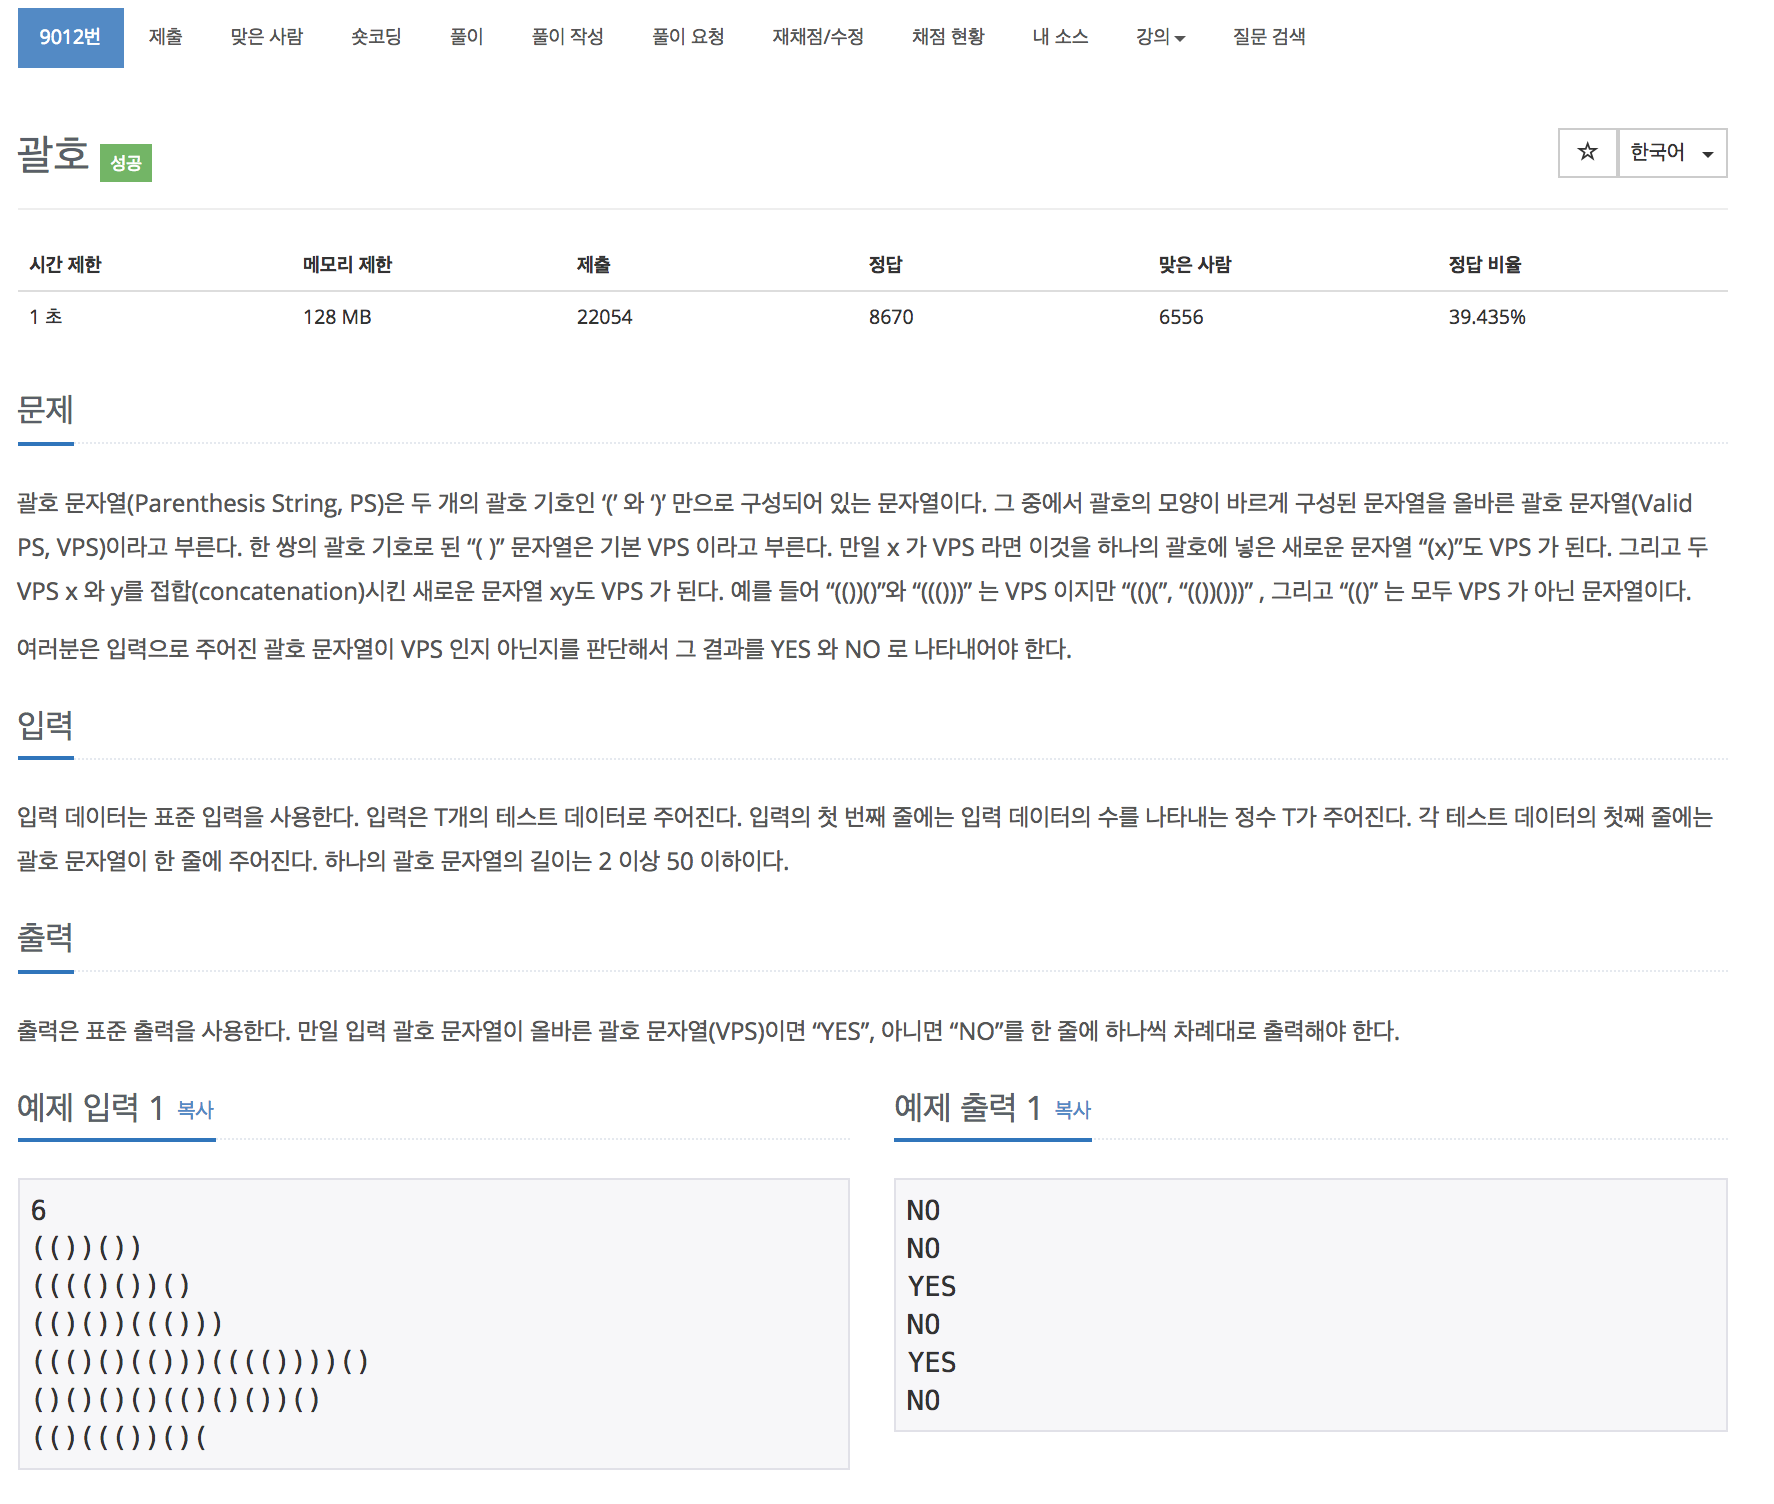 9012번 제출 맞은 사람 숏코딩 풀이 풀이 작성 풀이 요청 재채점/수정 채점 현황 내 소스 강의 질문 검색
괄호 성공 ☆ 한국어
시간 제한 메모리 제한 제출 정답 맞은 사람 정답 비율
1 초 128 MB 22054 8670 6556 39.435%
문제
괄호 문자열(Parenthesis String, PS)은 두 개의 괄호 기호인 ‘(’ 와 ‘)’ 만으로 구성되어 있는 문자열이다. 그 중에서 괄호의 모양이 바르게 구성된 문자열을 올바른 괄호 문자열(Valid
PS, VPS)이라고 부른다. 한 쌍의 괄호 기호로 된 “( )” 문자열은 기본 VPS 이라고 부른다. 만일 x 가 VPS 라면 이것을 하나의 괄호에 넣은 새로운 문자열 “(x)”도 VPS 가 된다. 그리고 두
VPS x 와 y를 접합(concatenation)시킨 새로운 문자열 xy도 VPS 가 된다. 예를 들어 “(())()”와 “((()))” 는 VPS 이지만 “(()(”, “(())()))” , 그리고 “(()” 는 모두 VPS 가 아닌 문자열이다.
여러분은 입력으로 주어진 괄호 문자열이 VPS 인지 아닌지를 판단해서 그 결과를 YES 와 NO 로 나타내어야 한다.
입력
입력 데이터는 표준 입력을 사용한다. 입력은 T개의 테스트 데이터로 주어진다. 입력의 첫 번째 줄에는 입력 데이터의 수를 나타내는 정수 T가 주어진다. 각 테스트 데이터의 첫째 줄에는
괄호 문자열이 한 줄에 주어진다. 하나의 괄호 문자열의 길이는 2 이상 50 이하이다.
출력
출력은 표준 출력을 사용한다. 만일 입력 괄호 문자열이 올바른 괄호 문자열(VPS)이면 “YES”, 아니면 “NO”를 한 줄에 하나씩 차례대로 출력해야 한다.
예제 입력 1 복사
6
(())())
(((()())()
(()())((()))
((()()(()))(((())))()
()()()()(()()())()
(()((())()(
예제 출력 1 복사
NO
NO
YES
NO
YES
NO